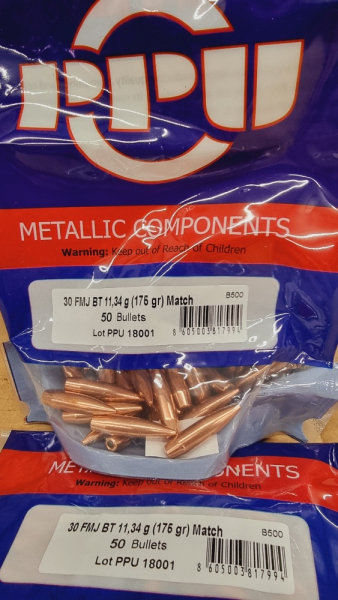 PPU
METALLIC COMPONENTS
Warning: Keep out of Reach of Children
30 FMJ BT 11,34 g (175 gr) Match
B500
50 Bullets
Lot PPU 18001
8 605003 817994
METALLIC COMPONENTS
Warning: Keep out of Reach of Children
30 FMJ BT 11,34 g (175 gr) Match
B500
50 Bullets
Lot PPU 18001
8 605003 817994